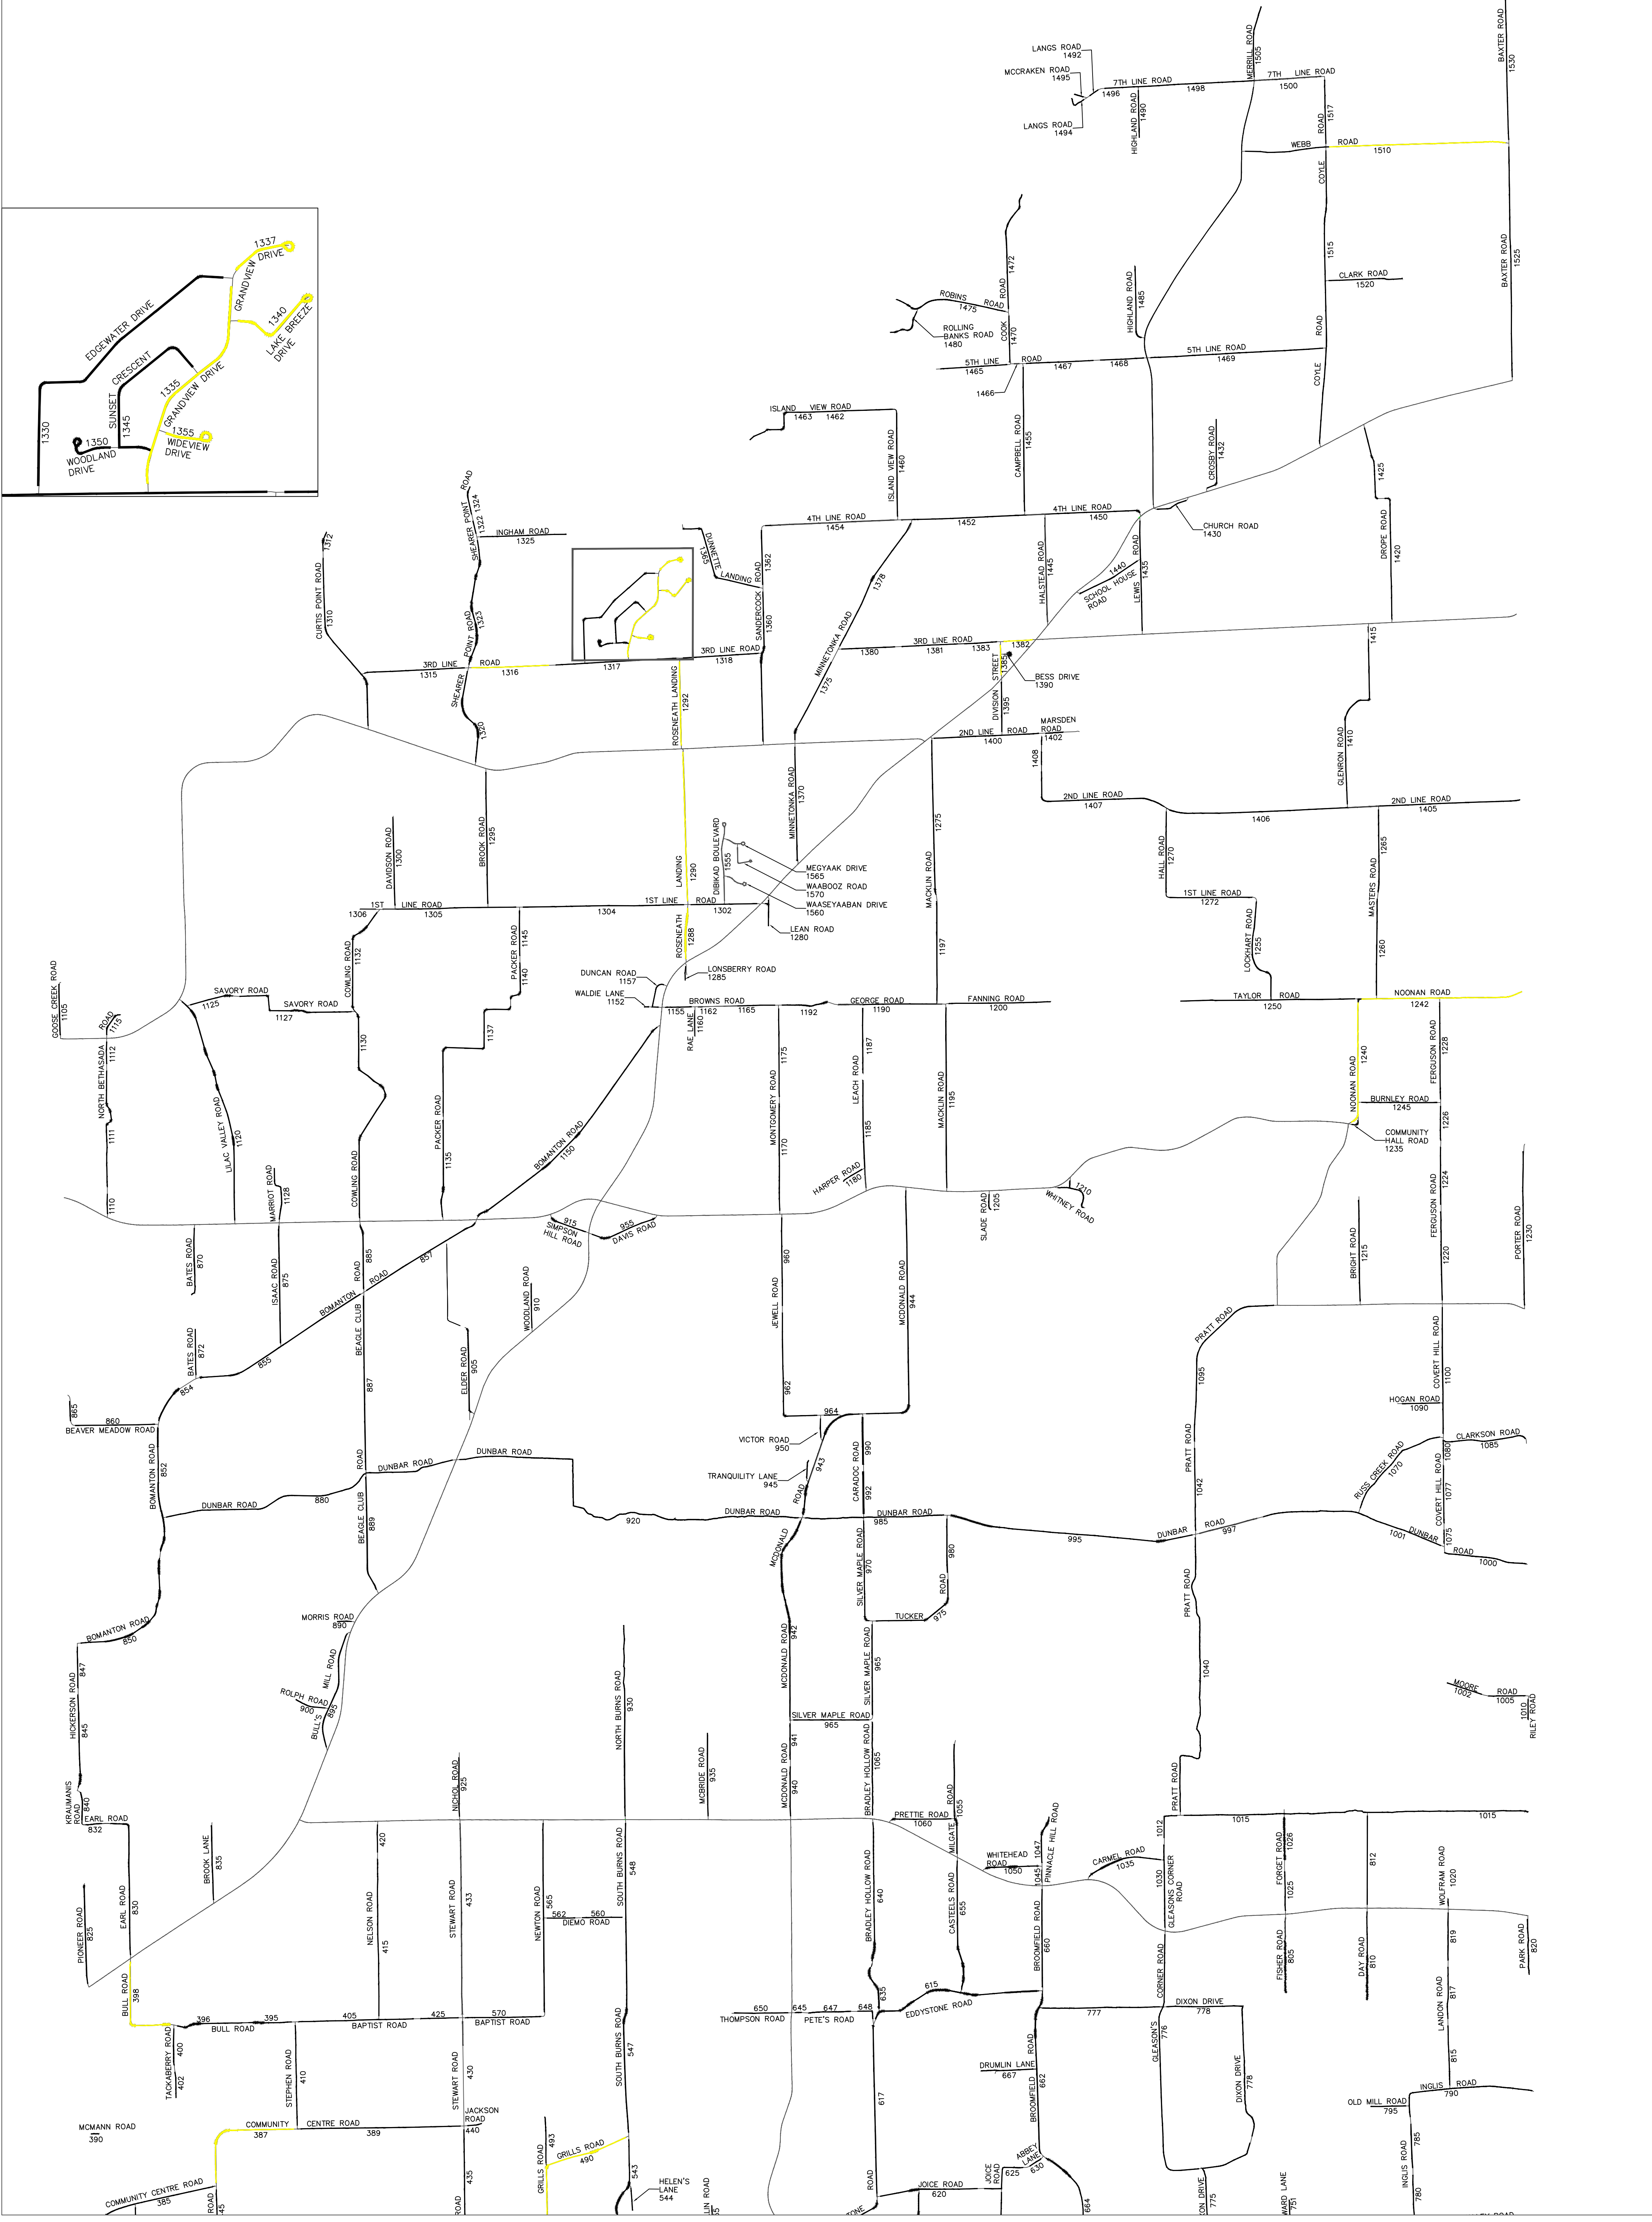 LANGS ROAD
1492
MCCRAKEN ROAD
1495
LANGS ROAD
1494
7TH LINE ROAD
1496
1498
HIGHLAND ROAD
1490
MERRILL ROAD
1505
7TH LINE ROAD
1500
BAXTER ROAD
1530
1517
COYLE ROAD
WEBB ROAD
1510
1515
CLARK ROAD
1520
BAXTER ROAD
1525
1337
GRANDVIEW DRIVE
1340
LAKE BREEZE
DRIVE
EDGEWATER DRIVE
1330
SUNSET CRESCENT
1345
1335
GRANDVIEW DRIVE
1355
WIDEVIEW
DRIVE
1350
WOODLAND
DRIVE
1472
COOK ROAD
1470
ROBINS ROAD
1475
ROLLING
BANKS ROAD
1480
HIGHLAND ROAD
1485
5TH LINE ROAD
1465
1466
1467
1468
5TH LINE ROAD
1469
COYLE ROAD
ISLAND VIEW ROAD
1463
1462
ISLAND VIEW ROAD
1460
CAMPBELL ROAD
1455
CROSBY ROAD
1432
1425
DROPE ROAD
1420
4TH LINE ROAD
1454
1452
4TH LINE ROAD
1450
CHURCH ROAD
1430
SHEARER POINT ROAD
1322 1324
INGHAM ROAD
1325
1312
CURTIS POINT ROAD
1310
SHEARER POINT ROAD
1323
1320
DUNNETTE LANDING
1365
SANDERCOCK ROAD
1362
1360
MINNETONKA ROAD
1378
1375
HALSTEAD ROAD
1445
1440
SCHOOL HOUSE
ROAD
LEWIS ROAD
1435
3RD LINE ROAD
1315
1316
1317
3RD LINE ROAD
1318
3RD LINE ROAD
1380
1381
1383
1382
BESS DRIVE
1390
DIVISION STREET
1385
1395
1415
GLENRON ROAD
1410
ROSENEATH LANDING
1292
2ND LINE ROAD
1400
MARSDEN
ROAD
1402
1408
2ND LINE ROAD
1407
1406
2ND LINE ROAD
1405
MINNETONKA ROAD
1370
MACKLIN ROAD
1275
HALL ROAD
1270
MASTERS ROAD
1265
1260
DAVIDSON ROAD
1300
BROOK ROAD
1295
ROSENEATH LANDING
1290
1288
DIBIKAD BOULEVARD
1555
MEGYAAK DRIVE
1565
WAABOOZ ROAD
1570
WAASEYAABAN DRIVE
1560
1306
1ST LINE ROAD
1305
1304
1ST LINE ROAD
1302
LEAN ROAD
1280
1ST LINE ROAD
1272
LOCKHART ROAD
1255
COWLING ROAD
1132
PACKER ROAD
1145
1140
1137
LONSBERRY ROAD
1285
DUNCAN ROAD
1157
WALDIE LANE
1152
GOOSE CREEK ROAD
1105
SAVORY ROAD
1125
SAVORY ROAD
1127
BROWNS ROAD
1155
1162
1165
RAE LANE
1160
1192
GEORGE ROAD
1190
1197
FANNING ROAD
1200
TAYLOR ROAD
1250
NOONAN ROAD
1242
NOONAN ROAD
1240
FERGUSON ROAD
1228
1226
NORTH BETHASADA ROAD
1115
1112
1111
1110
1130
LILAC VALLEY ROAD
1120
COWLING ROAD
PACKER ROAD
1135
BOMANTON ROAD
1150
MONTGOMERY ROAD
1175
1170
LEACH ROAD
1187
1185
HARPER ROAD
1180
MACKLIN ROAD
1195
BURNLEY ROAD
1245
COMMUNITY
HALL ROAD
1235
FERGUSON ROAD
1224
1220
PORTER ROAD
1230
BRIGHT ROAD
1215
MARRIOT ROAD
1128
SLADE ROAD
1205
1210
WHITNEY ROAD
915
SIMPSON
HILL ROAD
955
DAVIS ROAD
BATES ROAD
870
ISAAC ROAD
875
885
BEAGLE CLUB ROAD
887
BOMANTON ROAD
857
855
854
BATES ROAD
872
WOODLAND ROAD
910
ELDER ROAD
905
960
JEWELL ROAD
962
MCDONALD ROAD
944
PRATT ROAD
1095
COVERT HILL ROAD
1100
HOGAN ROAD
1090
865
860
BEAVER MEADOW ROAD
964
VICTOR ROAD
950
943
TRANQUILITY LANE
945
CARADOC ROAD
990
992
PRATT ROAD
1042
RUSS CREEK ROAD
1070
1080
CLARKSON ROAD
1085
COVERT HILL ROAD
1077
1075
BOMANTON ROAD
852
DUNBAR ROAD
880
DUNBAR ROAD
DUNBAR ROAD
920
DUNBAR ROAD
985
DUNBAR ROAD
995
DUNBAR ROAD
997
1001
DUNBAR ROAD
1000
BEAGLE CLUB ROAD
889
MCDONALD ROAD
SILVER MAPLE ROAD
970
980
TUCKER ROAD
975
PRATT ROAD
1040
BOMANTON ROAD
850
MORRIS ROAD
890
BULL'S MILL ROAD
895
ROLPH ROAD
900
HICKERSON ROAD
847
845
NORTH BURNS ROAD
930
MCDONALD ROAD
942
SILVER MAPLE ROAD
965
SILVER MAPLE ROAD
965
MCDONALD ROAD
941
940
BRADLEY HOLLOW ROAD
1065
MOORE ROAD
1002
1005
1010
RILEY ROAD
KRAUMANIS
ROAD
840
EARL ROAD
832
NICHOL ROAD
925
MCBRIDE ROAD
935
PRETTIE ROAD
1060
MILGATE ROAD
1055
PRATT ROAD
1012
1015
1015
BROOK LANE
835
EARL ROAD
830
PIONEER ROAD
825
420
NELSON ROAD
415
STEWART ROAD
433
NEWTON ROAD
565
562
560
DIEMO ROAD
SOUTH BURNS ROAD
548
BRADLEY HOLLOW ROAD
640
635
CASTEELS ROAD
655
WHITEHEAD
ROAD
1050
1047
1045
PINNACLE HILL ROAD
CARMEL ROAD
1035
1030
GLEASONS CORNER
ROAD
FORGET ROAD
1026
1025
812
WOLFRAM ROAD
1020
BROOMFIELD ROAD
660
FISHER ROAD
805
DAY ROAD
810
819
LANDON ROAD
817
815
PARK ROAD
820
BULL ROAD
398
396
BULL ROAD
395
405
BAPTIST ROAD
425
570
BAPTIST ROAD
TACKABERRY ROAD
400
402
STEPHEN ROAD
410
STEWART ROAD
430
SOUTH BURNS ROAD
547
650
THOMPSON ROAD
645
647
PETE'S ROAD
648
615
EDDYSTONE ROAD
617
777
GLEASON'S CORNER ROAD
776
DIXON DRIVE
778
DIXON DRIVE
778
DRUMLIN LANE
667
BROOMFIELD ROAD
662
INGLIS ROAD
790
OLD MILL ROAD
795
785
INGLIS ROAD
780
MCMANN ROAD
390
COMMUNITY CENTRE ROAD
387
389
JACKSON
ROAD
440
COMMUNITY CENTRE ROAD
385
435
GRILLS ROAD
493
GRILLS ROAD
490
543
HELEN'S
LANE
544
JOICE ROAD
620
JOICE
ROAD
625
ABBEY
LANE
630
664
775
751
ROAD
ROAD
ROAD